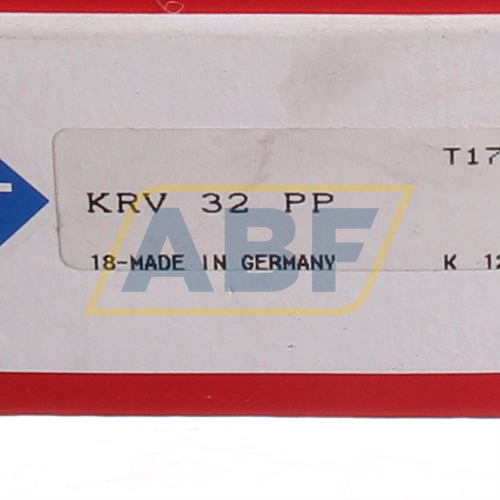 T17
KRV 32 PP
ABF
18-MADE IN GERMANY K 12